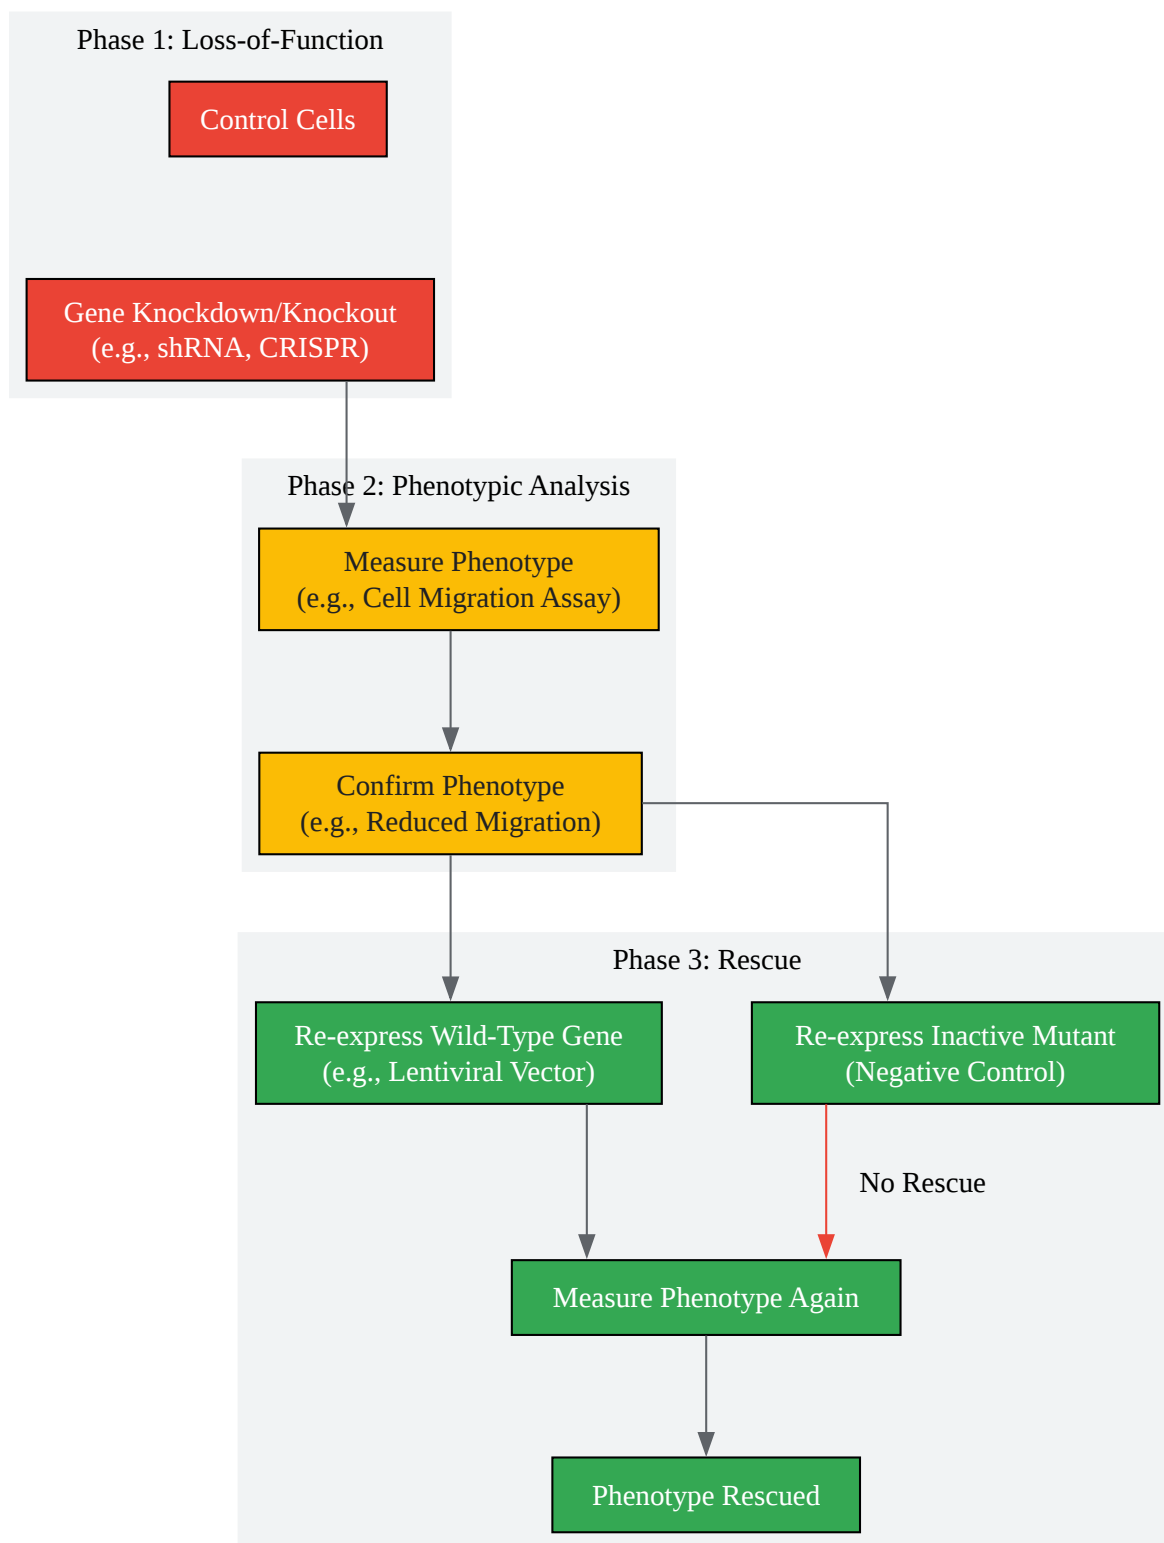 Phase 1: Loss-of-Function
Control Cells
Gene Knockdown/Knockout
(e.g., shRNA, CRISPR)
Phase 2: Phenotypic Analysis
Measure Phenotype
(e.g., Cell Migration Assay)
Confirm Phenotype
(e.g., Reduced Migration)
Phase 3: Rescue
Re-express Wild-Type Gene
(e.g., Lentiviral Vector)
Re-express Inactive Mutant
(Negative Control)
No Rescue
Measure Phenotype Again
Phenotype Rescued